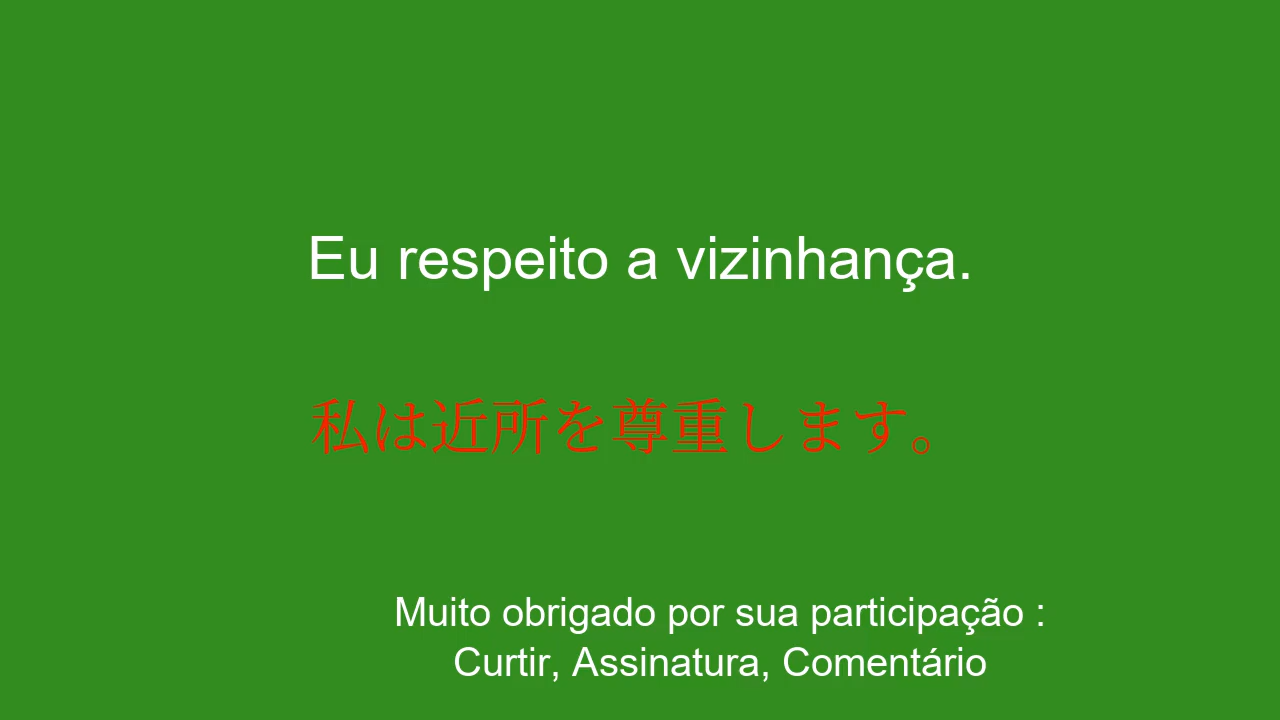 Eu respeito a vizinhança.
私は近所を尊重します。
Muito obrigado por sua participação :
Curtir, Assinatura, Comentário